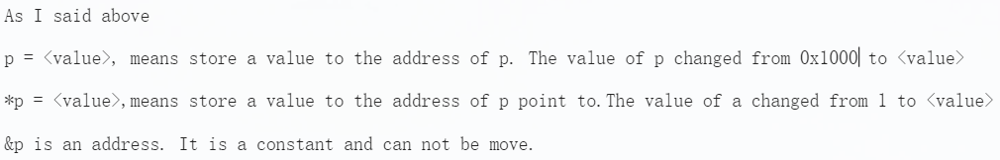 As I said above
p = <value>, means store a value to the address of p. The value of p changed from 0x1000 to <value>
*p = <value>,means store a value to the address of p point to.The value of a changed from 1 to <value>
&p is an address. It is a constant and can not be move.